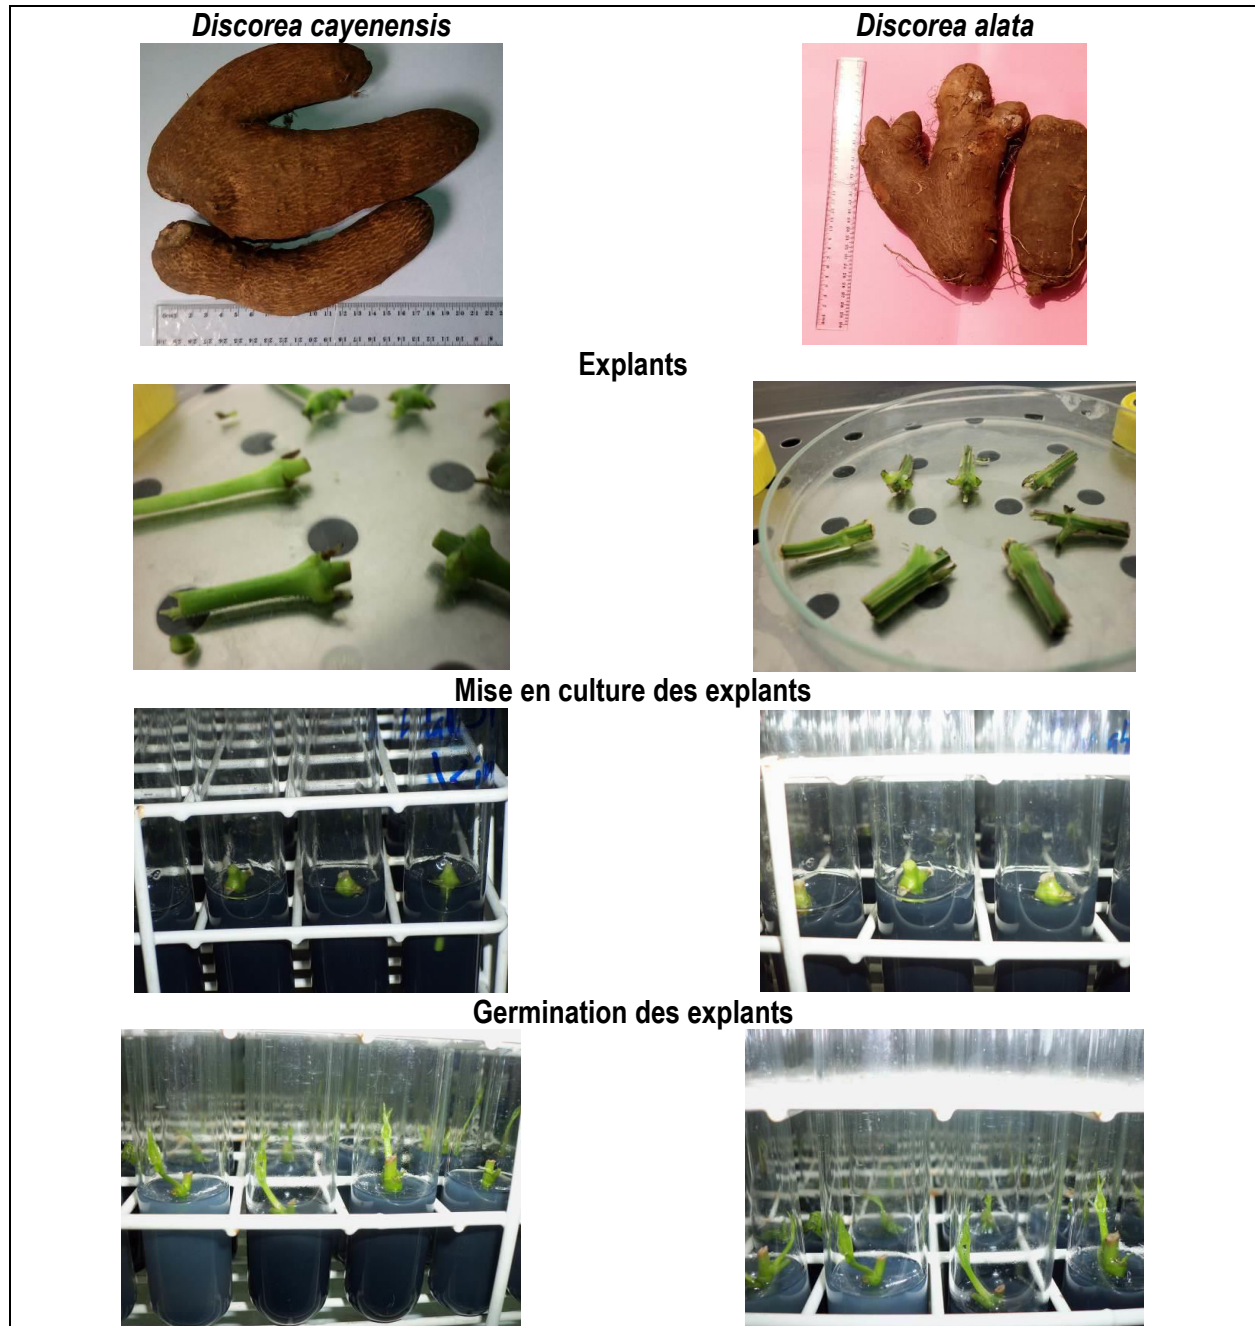 Discorea cayenensis
Discorea alata
Explants
Mise en culture des explants
Germination des explants